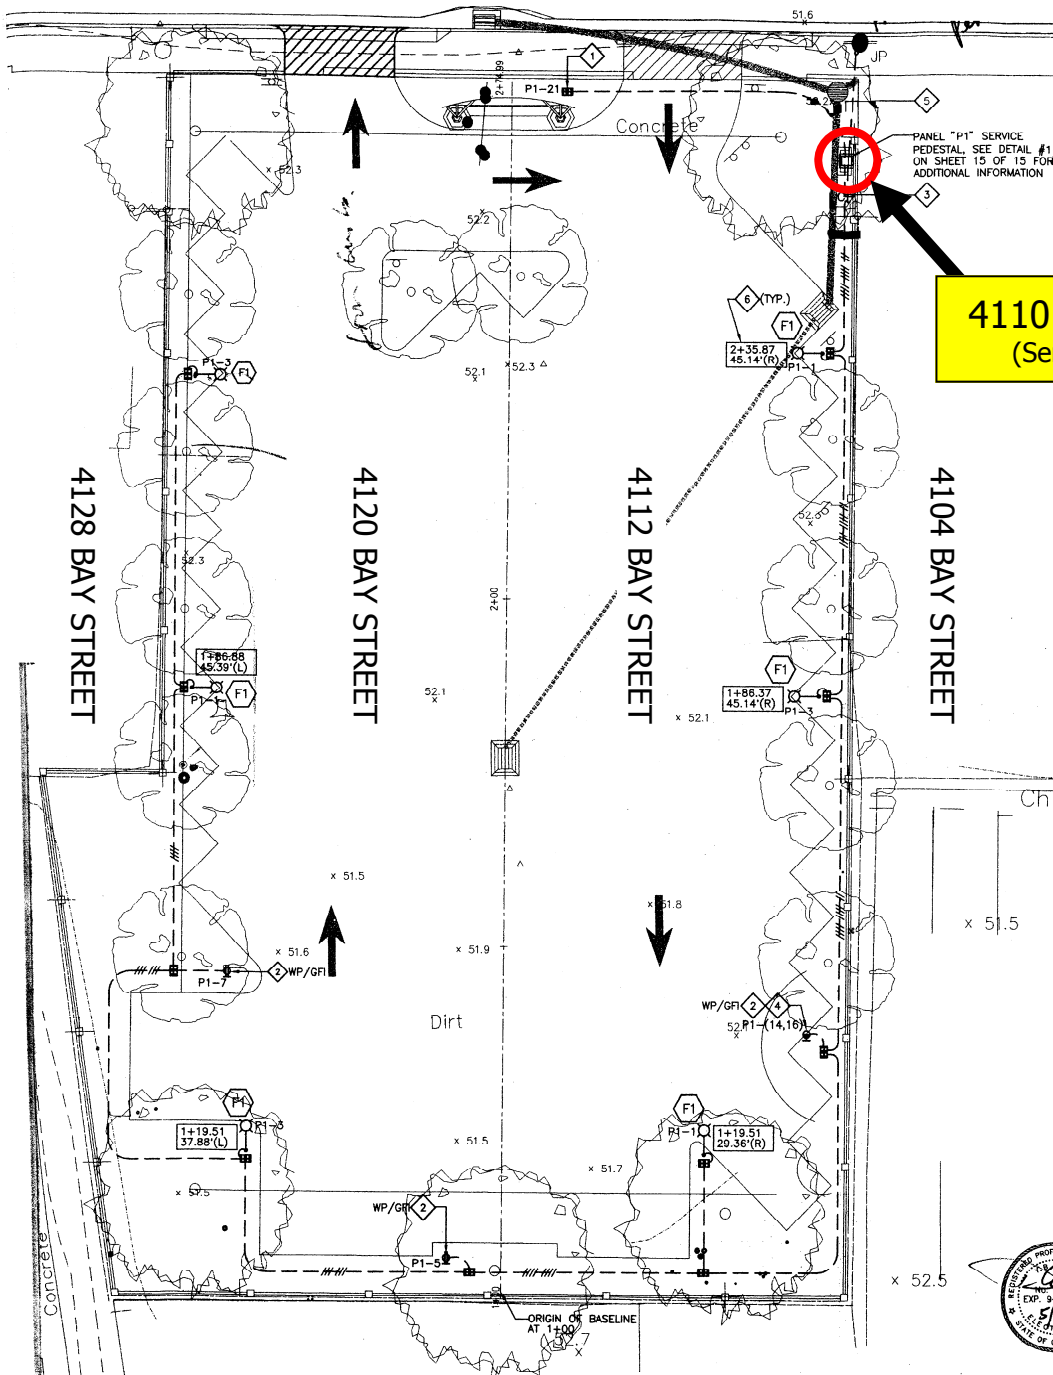 51.6
JP
1
2+74.99
P1-21
5
Concrete
PANEL "P1" SERVICE
PEDESTAL, SEE DETAIL #1
ON SHEET 15 OF 15 FOR
ADDITIONAL INFORMATION
3
52.3
52.2
4110
(Se
6 (TYP.)
F1
2+35.87
45.14'(R)
P1-1
P1-3
F1
52.1
52.3
4128 BAY STREET
4120 BAY STREET
4112 BAY STREET
4104 BAY STREET
52.3
2+00
1+86.88
45.39'(L)
F1
P1-1
52.1
F1
1+86.37
45.14'(R)
P1-3
52.1
Ch
51.5
51.8
51.5
51.6
51.9
P1-7
2 WP/GFI
Dirt
WP/GFI 2 4
P1-(14,16)
F1
P1-3
1+19.51
37.88'(L)
F1
P1-1
1+19.51
29.36'(R)
51.5
51.7
51.5
WP/GFI 2
P1-5
Concrete
52.5
ORIGIN OF BASELINE
AT 1+00
EXP. 9-